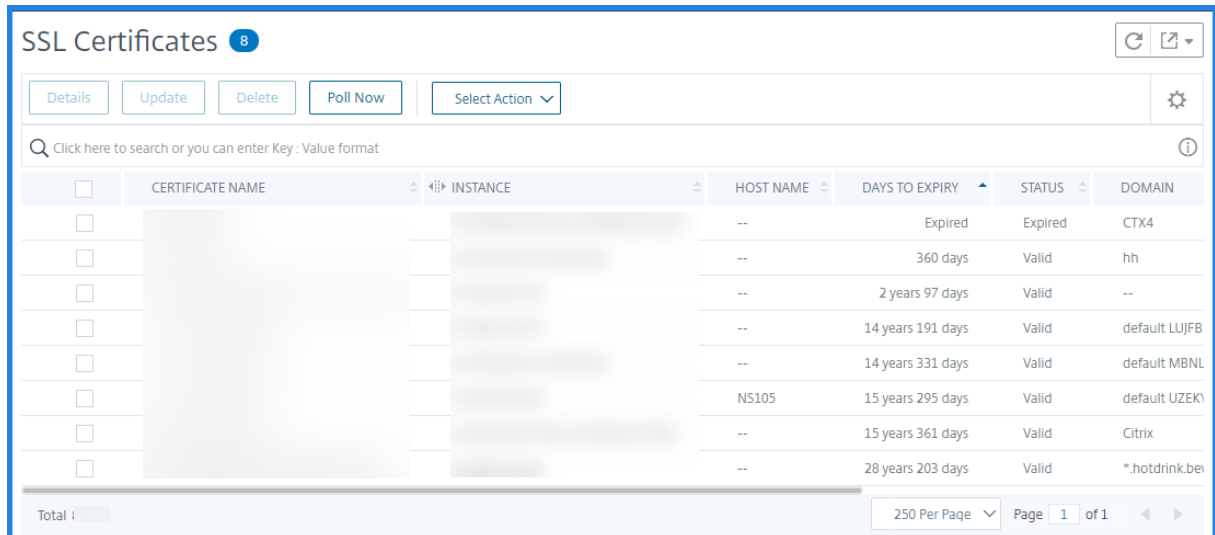 SSL Certificates 8
Details Update Delete Poll Now Select Action
Click here to search or you can enter Key : Value format
CERTIFICATE NAME INSTANCE HOST NAME DAYS TO EXPIRY STATUS DOMAIN
-- Expired Expired CTX4
-- 360 days Valid hh
-- 2 years 97 days Valid --
-- 14 years 191 days Valid default LUJFB
-- 14 years 331 days Valid default MBNL
NS105 15 years 295 days Valid default UZEKY
-- 15 years 361 days Valid Citrix
-- 28 years 203 days Valid *.hotdrink.bev
Total 250 Per Page Page 1 of 1